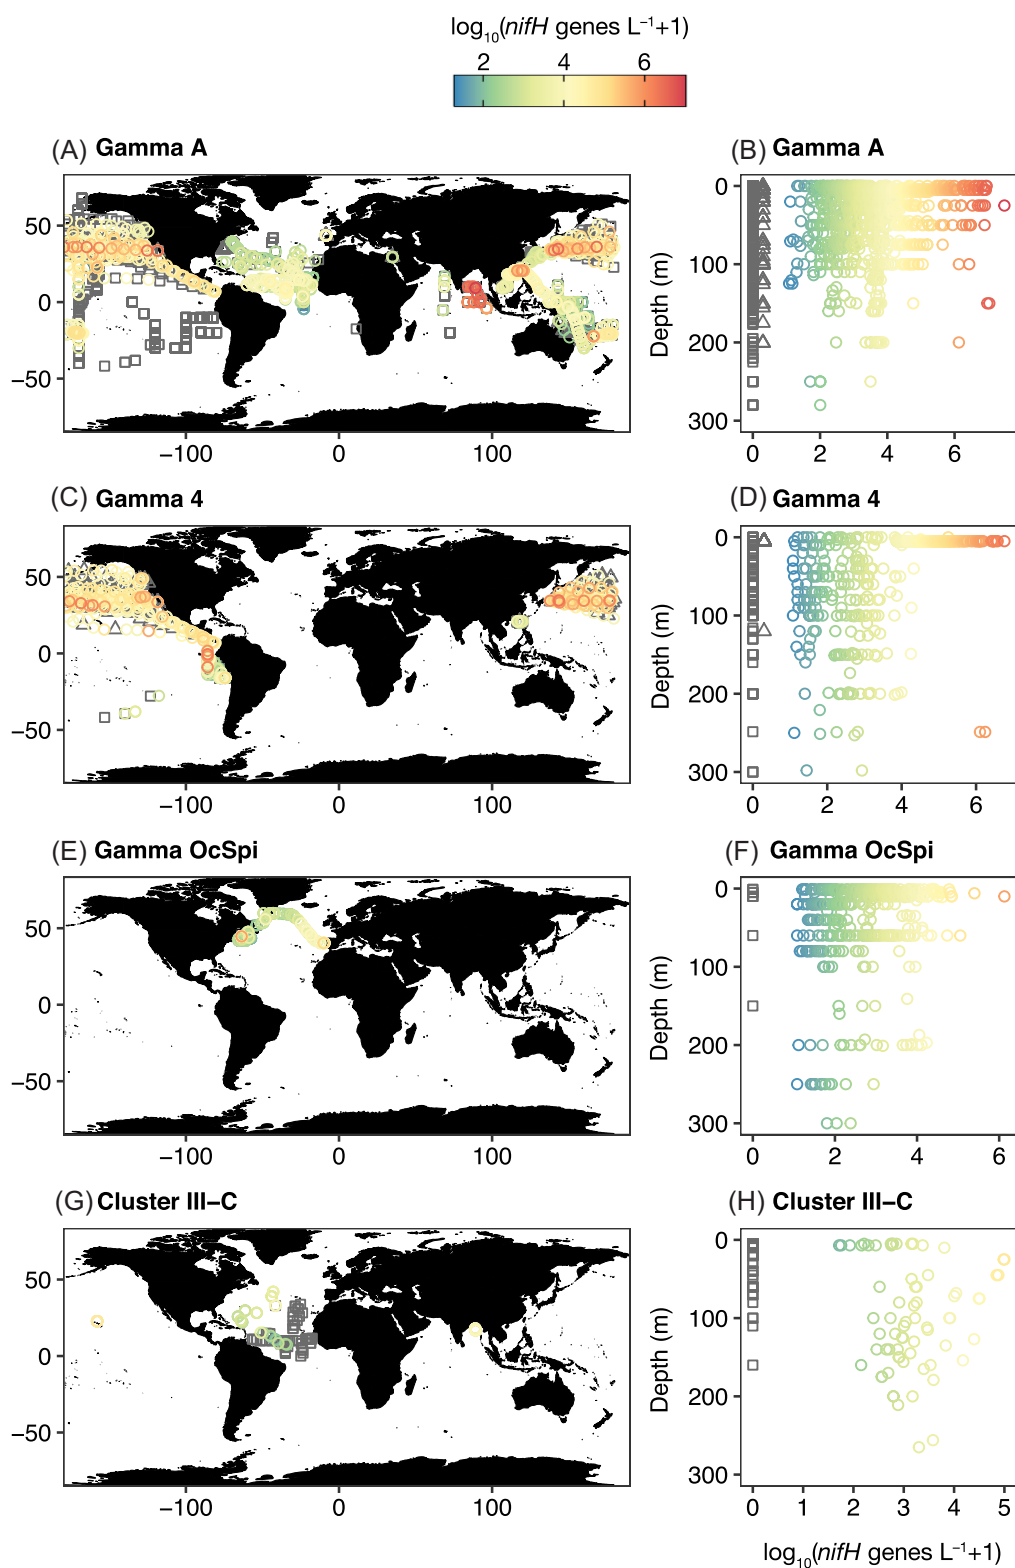 log₁₀(nifH genes L⁻¹+1)
2 4 6
(A) Gamma A
50
0
−50
−100 0 100
(B) Gamma A
0
100
200
300
Depth (m)
0 2 4 6
(C) Gamma 4
50
0
−50
−100 0 100
(D) Gamma 4
0
100
200
300
Depth (m)
0 2 4 6
(E) Gamma OcSpi
50
0
−50
−100 0 100
(F) Gamma OcSpi
0
100
200
300
Depth (m)
0 2 4 6
(G) Cluster III−C
50
0
−50
−100 0 100
(H) Cluster III−C
0
100
200
300
Depth (m)
0 1 2 3 4 5
log₁₀(nifH genes L⁻¹+1)